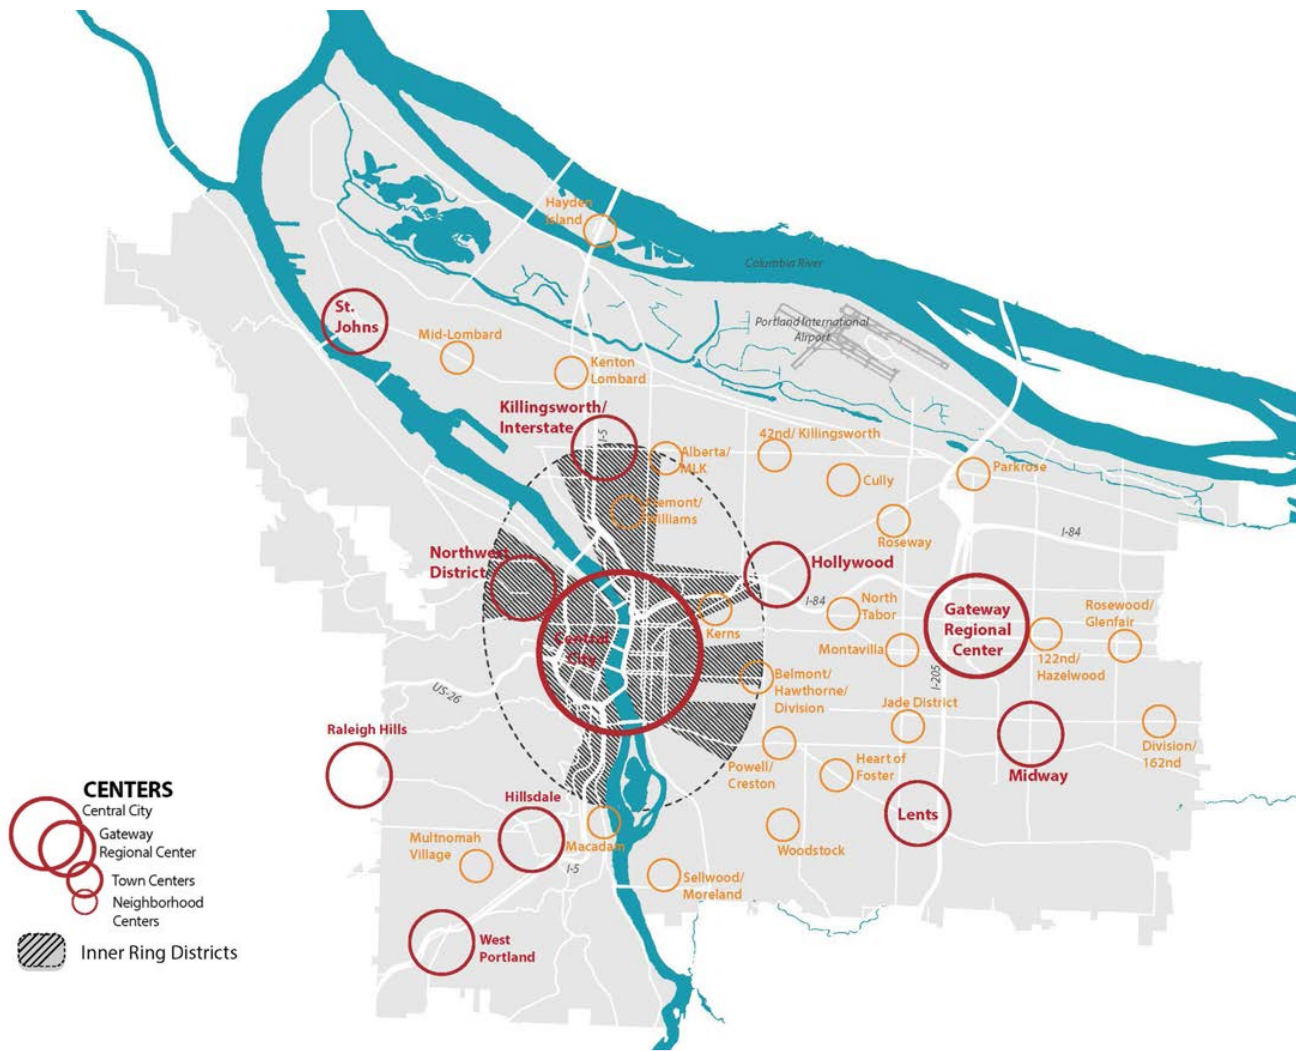 Hayden
Island
Columbia River
Portland International
Airport
St.
Johns
Mid-Lombard
Kenton
Lombard
Killingsworth/
Interstate
I-5
Alberta/
MLK
42nd/ Killingsworth
Cully
Parkrose
Roseway
I-84
Northwest
District
Hollywood
I-84
Kerns
North
Tabor
Montavilla
Gateway
Regional
Center
Rosewood/
Glenfair
122nd/
Hazelwood
Central
City
US-26
Belmont/
Hawthorne/
Division
Jade District
I-205
Raleigh Hills
Powell/
Creston
Heart of
Foster
Midway
Division/
162nd
Hillsdale
Lents
Macadam
Woodstock
Multnomah
Village
I-5
Sellwood/
Moreland
West
Portland
CENTERS
Central City
Gateway
Regional Center
Town Centers
Neighborhood
Centers
Inner Ring Districts